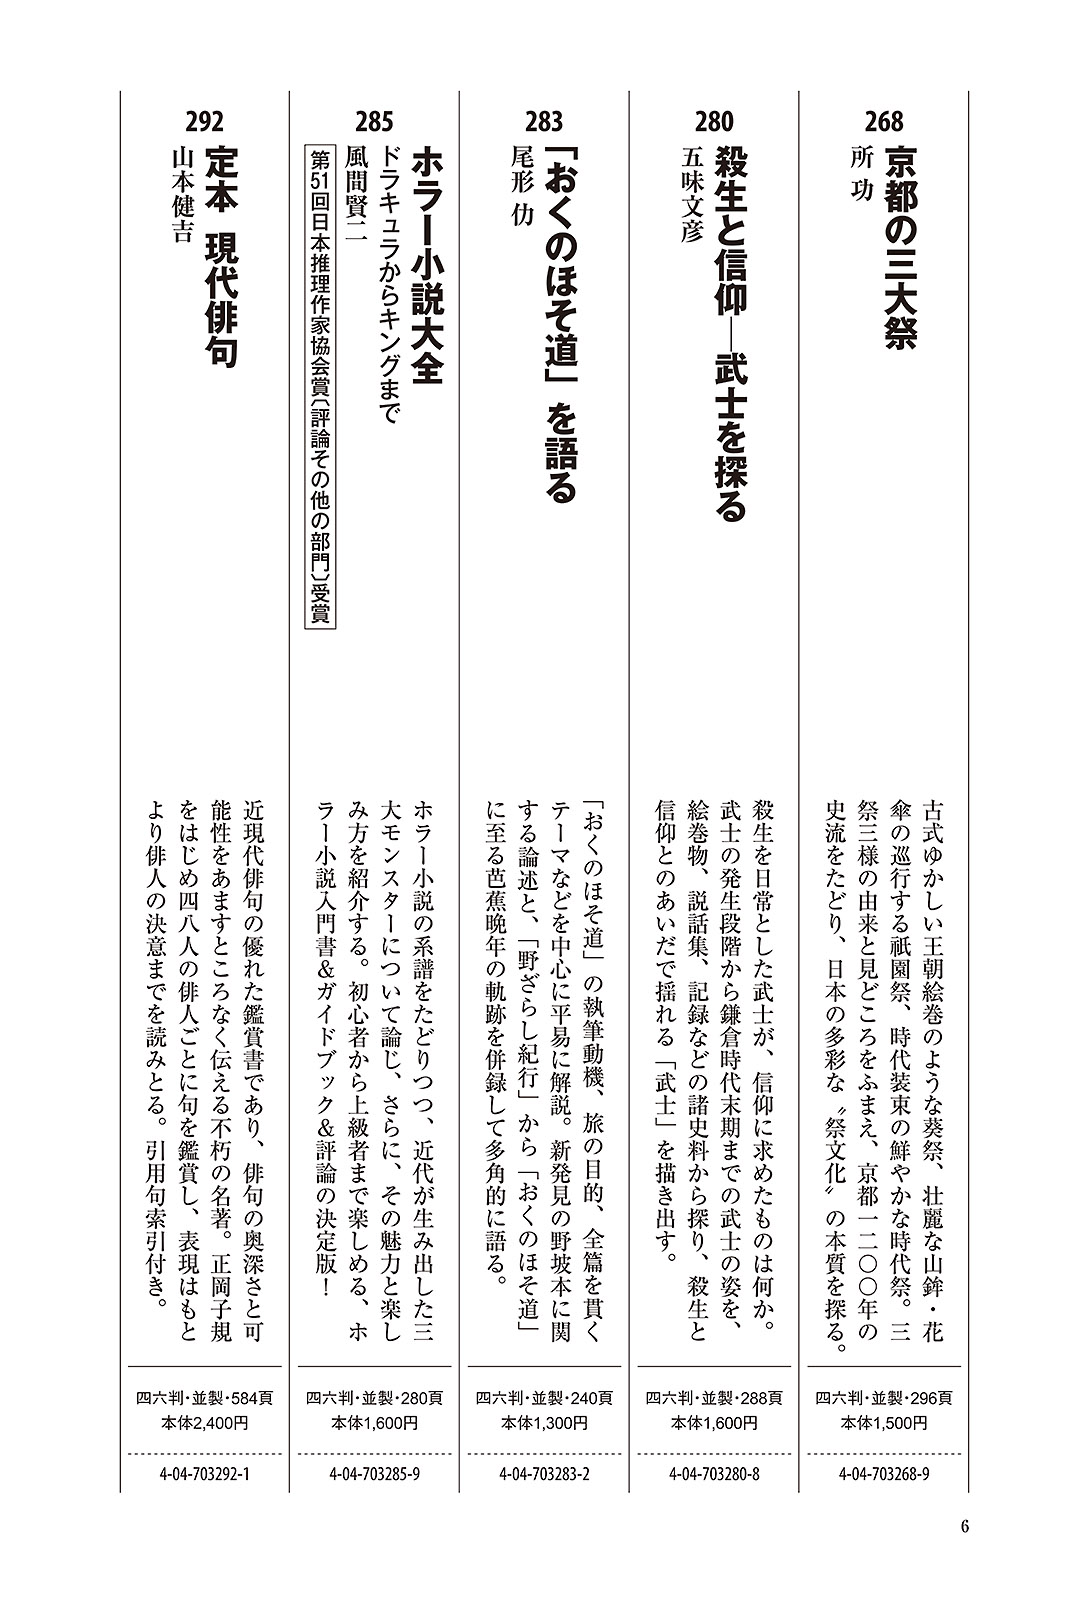 268
京都の三大祭
所 功
古式ゆかしい王朝絵巻のような葵祭、壮麗な山鉾・花
傘の巡行する祇園祭、時代装束の鮮やかな時代祭。三
祭三様の由来と見どころをふまえ、京都一二〇〇年の
史流をたどり、日本の多彩な〝祭文化〟の本質を探る。
四六判・並製・296頁
本体1,500円
4-04-703268-9
280
殺生と信仰―武士を探る
五味文彦
殺生を日常とした武士が、信仰に求めたものは何か。
武士の発生段階から鎌倉時代末期までの武士の姿を、
絵巻物、説話集、記録などの諸史料から探り、殺生と
信仰とのあいだで揺れる「武士」を描き出す。
四六判・並製・288頁
本体1,600円
4-04-703280-8
283
「おくのほそ道」を語る
尾形 仂
「おくのほそ道」の執筆動機、旅の目的、全篇を貫く
テーマなどを中心に平易に解説。新発見の野坡本に関
する論述と、「野ざらし紀行」から「おくのほそ道」
に至る芭蕉晩年の軌跡を併録して多角的に語る。
四六判・並製・240頁
本体1,300円
4-04-703283-2
285
ホラー小説大全
ドラキュラからキングまで
風間賢二
第51回日本推理作家協会賞〔評論その他の部門〕受賞
ホラー小説の系譜をたどりつつ、近代が生み出した三
大モンスターについて論じ、さらに、その魅力と楽し
み方を紹介する。初心者から上級者まで楽しめる、ホ
ラー小説入門書&ガイドブック&評論の決定版！
四六判・並製・280頁
本体1,600円
4-04-703285-9
292
定本 現代俳句
山本健吉
近現代俳句の優れた鑑賞書であり、俳句の奥深さと可
能性をあますところなく伝える不朽の名著。正岡子規
をはじめ四八人の俳人ごとに句を鑑賞し、表現はもと
より俳人の決意までを読みとる。引用句索引付き。
四六判・並製・584頁
本体2,400円
4-04-703292-1
6